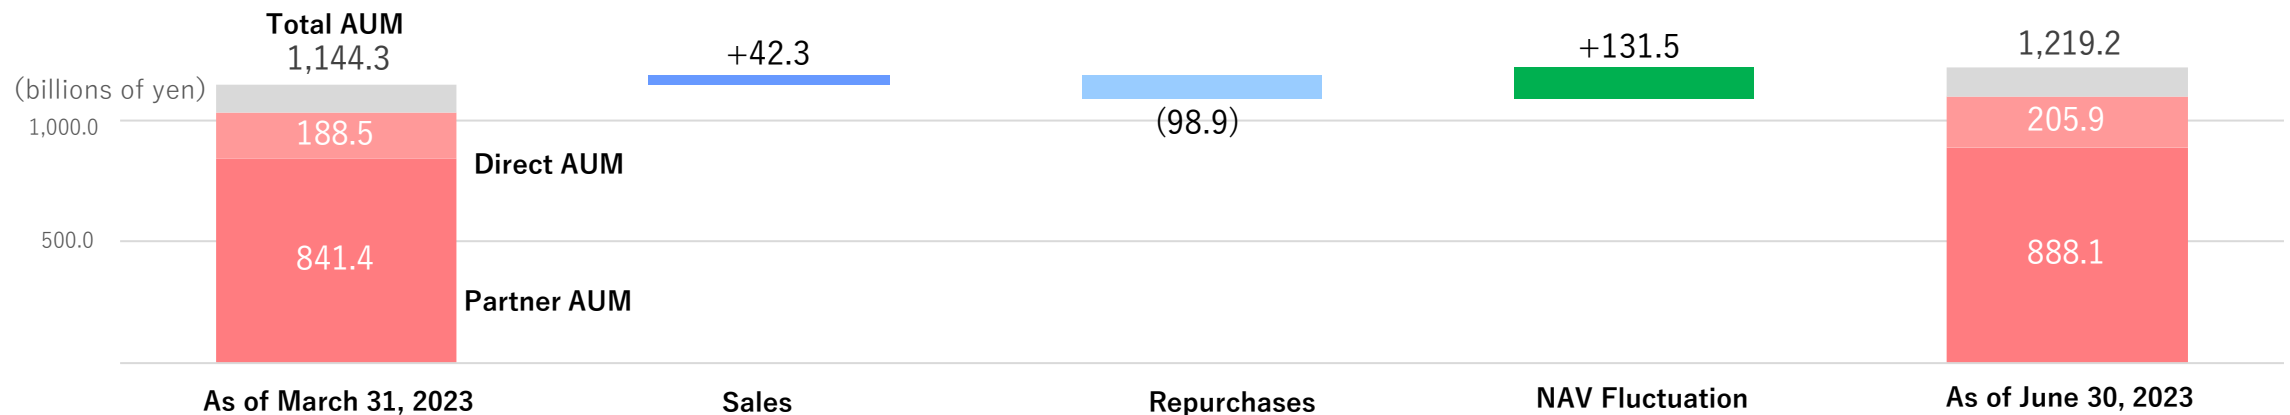 Total AUM
1,144.3
+42.3
+131.5
1,219.2
(billions of yen)
1,000.0
188.5
(98.9)
205.9
Direct AUM
500.0
841.4
888.1
Partner AUM
As of March 31, 2023
Sales
Repurchases
NAV Fluctuation
As of June 30, 2023